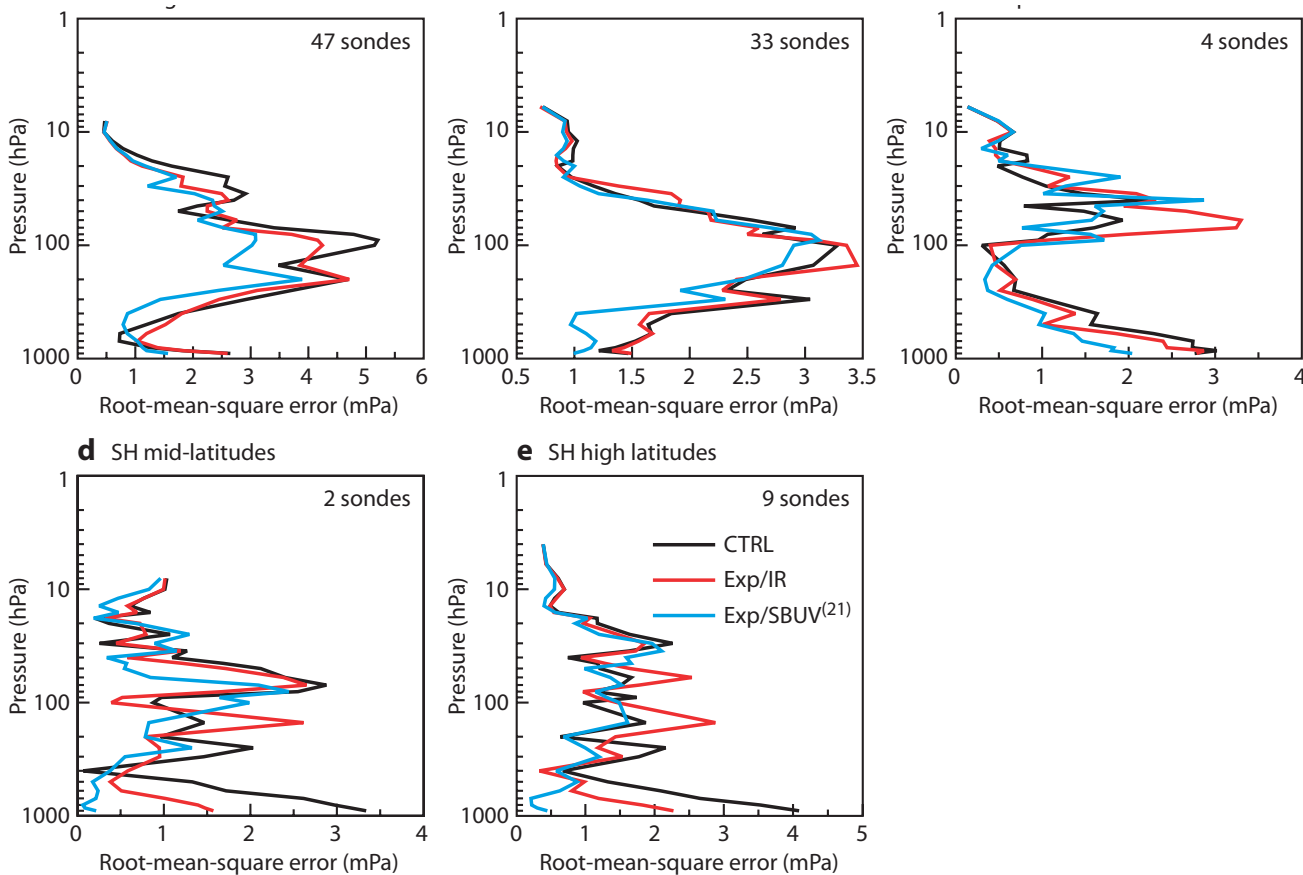 1
10
100
1000
Pressure (hPa)
47 sondes
0 1 2 3 4 5 6
Root-mean-square error (mPa)
1
10
100
1000
Pressure (hPa)
33 sondes
0.5 1 1.5 2 2.5 3 3.5
Root-mean-square error (mPa)
1
10
100
1000
Pressure (hPa)
4 sondes
0 1 2 3 4
Root-mean-square error (mPa)
d SH mid-latitudes
1
10
100
1000
Pressure (hPa)
2 sondes
0 1 2 3 4
Root-mean-square error (mPa)
e SH high latitudes
1
10
100
1000
Pressure (hPa)
9 sondes
CTRL
Exp/IR
Exp/SBUV(21)
0 1 2 3 4 5
Root-mean-square error (mPa)